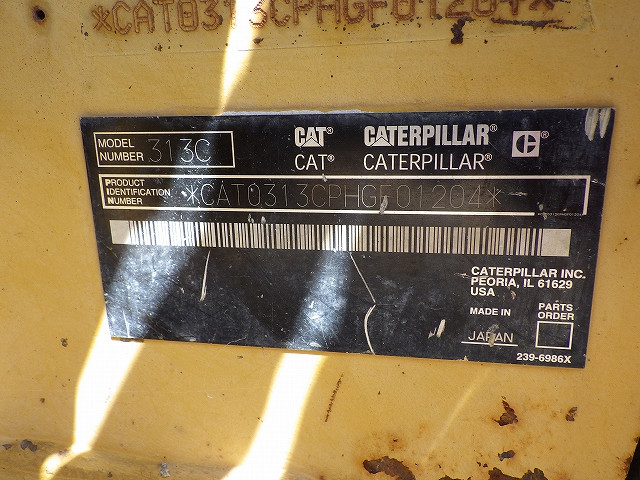 *CAT0313CPHGF01204*
MODEL NUMBER 313C
CAT® CATERPILLAR® C®
CAT® CATERPILLAR®
PRODUCT IDENTIFICATION NUMBER *CAT0313CPHGF01204*
CATERPILLAR INC.
PEORIA, IL 61629
USA
MADE IN JAPAN
PARTS ORDER
239-6986X